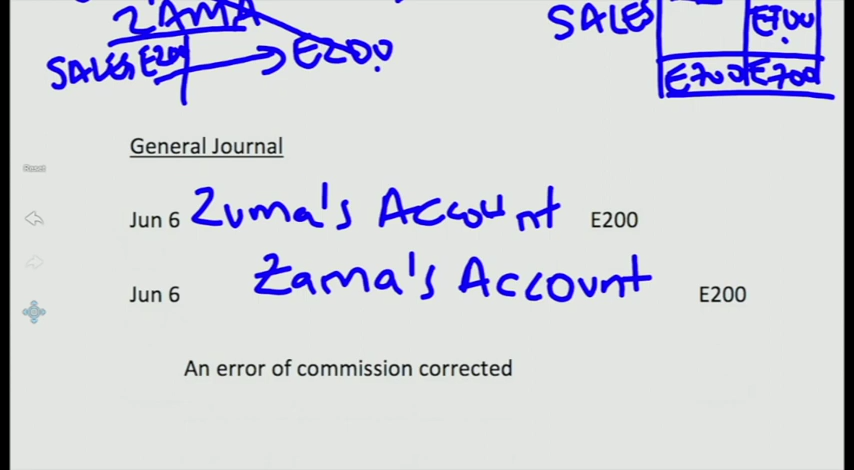 ZAMA
SALES E200 E200
SALES E700
E700 E700
General Journal
Reset
Jun 6 Zuma's Account E200
Jun 6 Zama's Account E200
An error of commission corrected